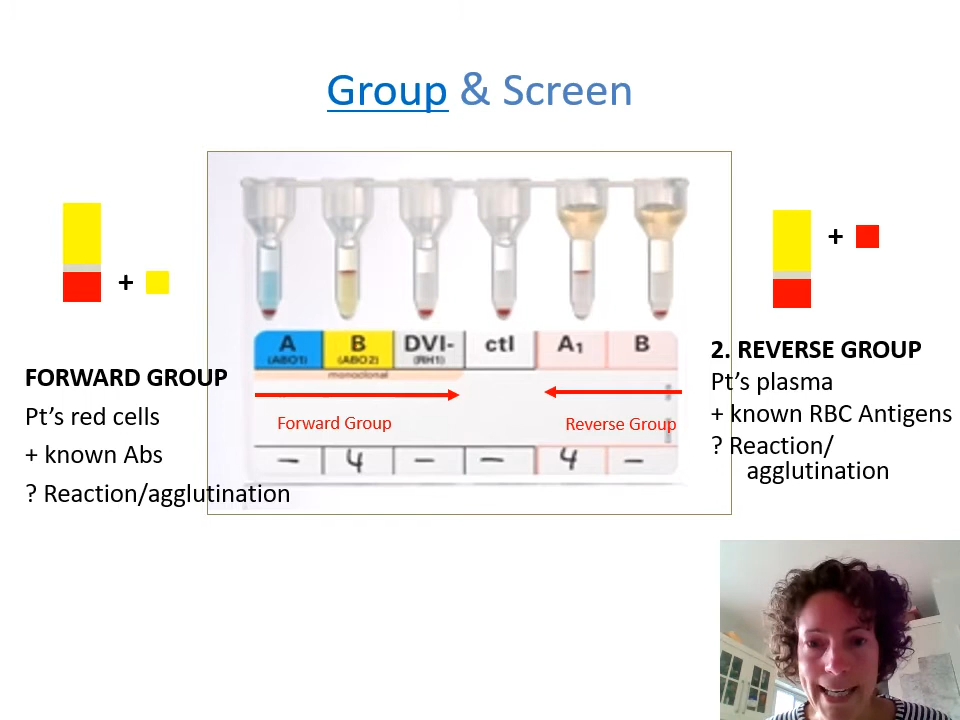 Group & Screen
+
+
A B DVI- ctl A1 B
(ABO1) (ABO2) (RH1)
monoclonal
Forward Group Reverse Group
– 4 – – 4 –
FORWARD GROUP
Pt's red cells
+ known Abs
? Reaction/agglutination
2. REVERSE GROUP
Pt's plasma
+ known RBC Antigens
? Reaction/
agglutination